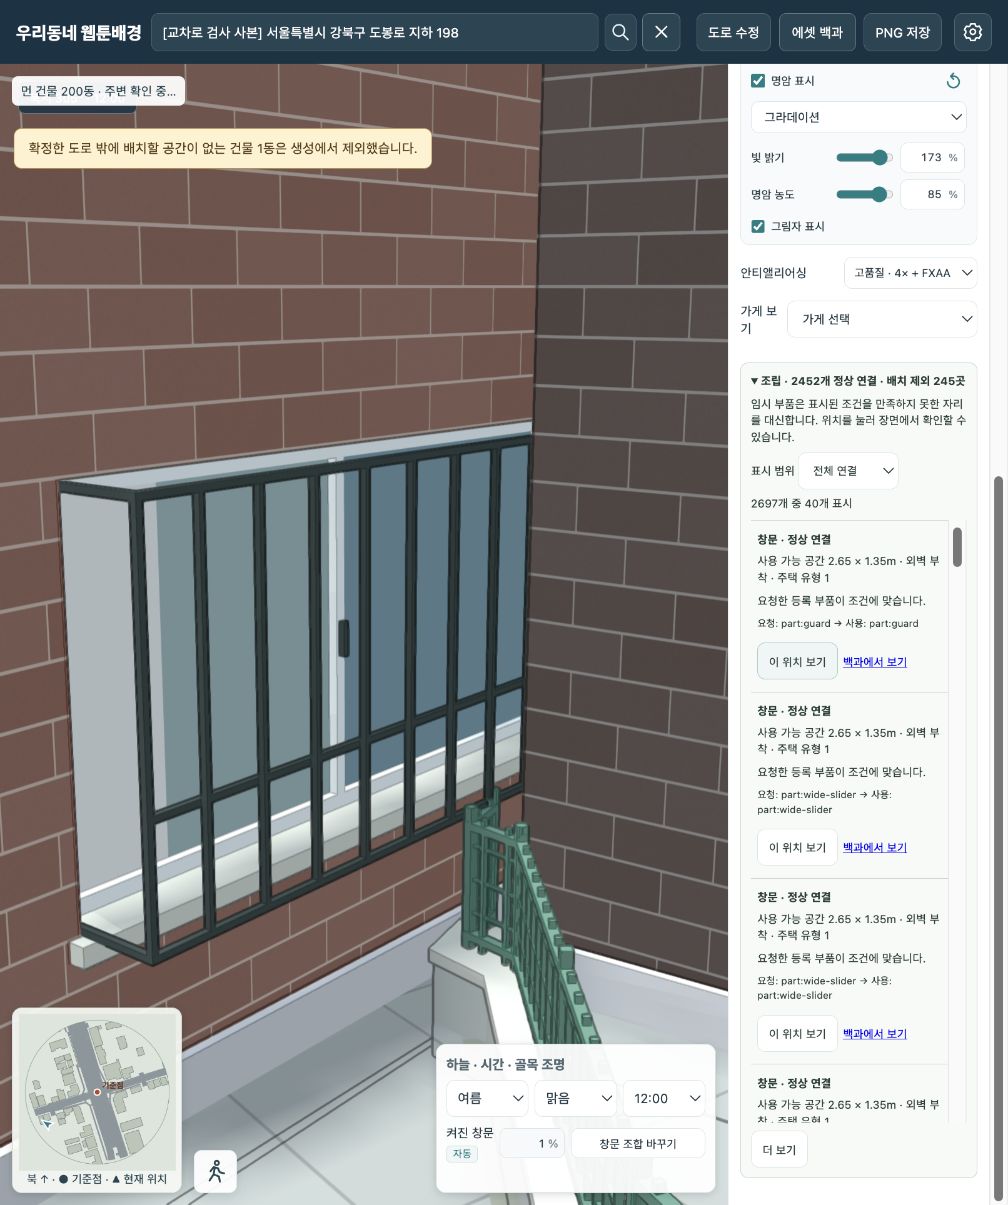 우리동네 웹툰배경
[교차로 검사 사본] 서울특별시 강북구 도봉로 지하 198
도로 수정
에셋 백과
PNG 저장
먼 건물 200동 · 주변 확인 중...
확정한 도로 밖에 배치할 공간이 없는 건물 1동은 생성에서 제외했습니다.
명암 표시
그라데이션
빛 밝기
173 %
명암 농도
85 %
그림자 표시
안티앨리어싱
고품질 · 4× + FXAA
가게 보
기
가게 선택
▼ 조립 · 2452개 정상 연결 · 배치 제외 245곳
임시 부품은 표시된 조건을 만족하지 못한 자리
를 대신합니다. 위치를 눌러 장면에서 확인할 수
있습니다.
표시 범위
전체 연결
2697개 중 40개 표시
창문 · 정상 연결
사용 가능 공간 2.65 × 1.35m · 외벽 부
착 · 주택 유형 1
요청한 등록 부품이 조건에 맞습니다.
요청: part:guard → 사용: part:guard
이 위치 보기
백과에서 보기
창문 · 정상 연결
사용 가능 공간 2.65 × 1.35m · 외벽 부
착 · 주택 유형 1
요청한 등록 부품이 조건에 맞습니다.
요청: part:wide-slider → 사용:
part:wide-slider
이 위치 보기
백과에서 보기
창문 · 정상 연결
사용 가능 공간 2.65 × 1.35m · 외벽 부
착 · 주택 유형 1
요청한 등록 부품이 조건에 맞습니다.
요청: part:wide-slider → 사용:
part:wide-slider
이 위치 보기
백과에서 보기
창문 · 정상 연결
사용 가능 공간 2.65 × 1.35m · 외벽 부
착 · 주택 유형 1
더 보기
기준점
북 ↑ · ● 기준점 · ▲ 현재 위치
하늘 · 시간 · 골목 조명
여름
맑음
12:00
켜진 창문
자동
1 %
창문 조합 바꾸기